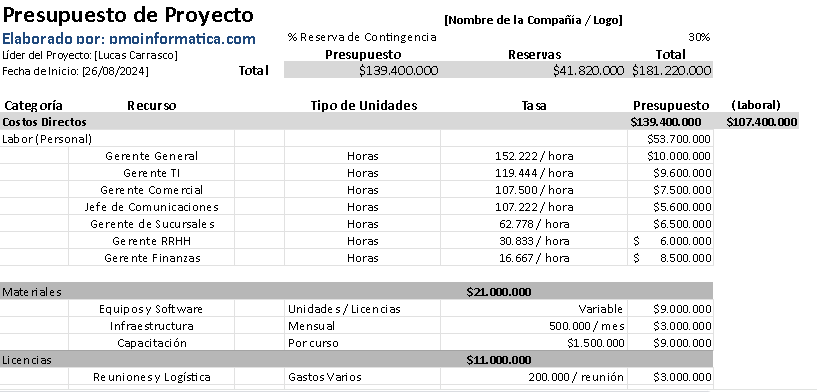 Presupuesto de Proyecto
[Nombre de la Compañía / Logo]
Elaborado por: pmoinformatica.com
% Reserva de Contingencia 30%
Líder del Proyecto: [Lucas Carrasco] Presupuesto Reservas Total
Fecha de Inicio: [26/08/2024] Total $139.400.000 $41.820.000 $181.220.000
Categoría Recurso Tipo de Unidades Tasa Presupuesto (Laboral)
Costos Directos $139.400.000 $107.400.000
Labor (Personal) $53.700.000
Gerente General Horas 152.222 / hora $10.000.000
Gerente TI Horas 119.444 / hora $9.600.000
Gerente Comercial Horas 107.500 / hora $7.500.000
Jefe de Comunicaciones Horas 107.222 / hora $5.600.000
Gerente de Sucursales Horas 62.778 / hora $6.500.000
Gerente RRHH Horas 30.833 / hora $ 6.000.000
Gerente Finanzas Horas 16.667 / hora $ 8.500.000
Materiales $21.000.000
Equipos y Software Unidades / Licencias Variable $9.000.000
Infraestructura Mensual 500.000 / mes $3.000.000
Capacitación Por curso $1.500.000 $9.000.000
Licencias $11.000.000
Reuniones y Logística Gastos Varios 200.000 / reunión $3.000.000